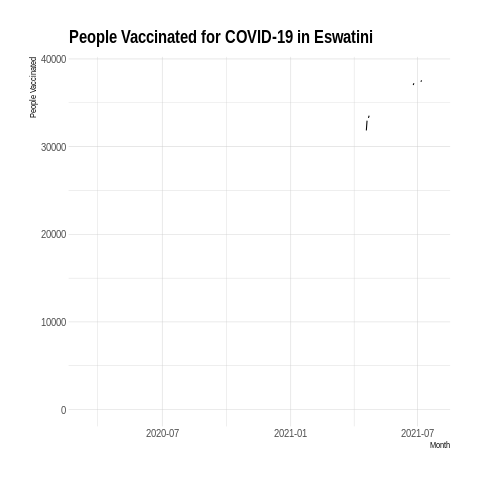 People Vaccinated for COVID-19 in Eswatini
People Vaccinated
40000
30000
20000
10000
0
2020-07
2021-01
2021-07
Month